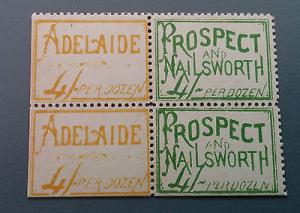 ADELAIDE
4/- PER DOZEN
PROSPECT
AND
NAILSWORTH
4/- PER DOZEN
ADELAIDE
4/- PER DOZEN
PROSPECT
AND
NAILSWORTH
4/- PER DOZEN